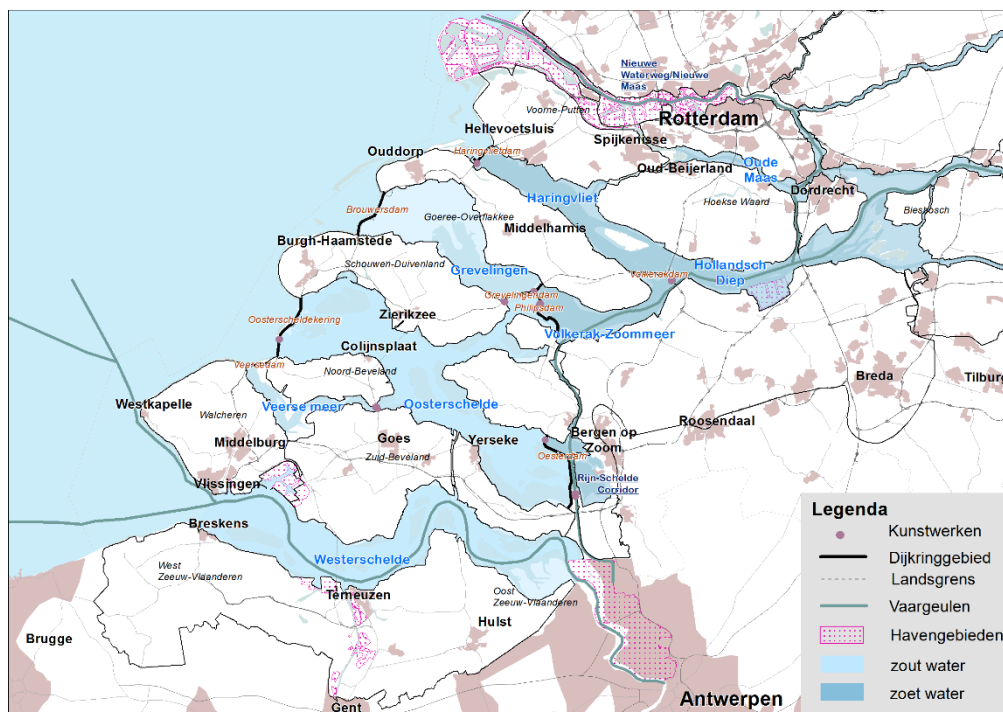 Nieuwe
Waterweg/Nieuwe
Maas
Voorne-Putten
Rotterdam
Hellevoetsluis
Spijkenisse
Haringvlietdam
Ouddorp
Oud-Beijerland
Oude
Maas
Dordrecht
Brouwersdam
Haringvliet
Hoekse Waard
Biesbosch
Goeree-Overflakkee
Middelharnis
Burgh-Haamstede
Schouwen-Duivenland
Grevelingen
Volkerakdam
Hollandsch
Diep
Grevelingendam
Philipsdam
Zierikzee
Oosterscheldekering
Volkerak-Zoommeer
Colijnsplaat
Veersedam
Noord-Beveland
Breda
Tilburg
Westkapelle
Walcheren
Veerse meer
Oosterschelde
Roosendaal
Middelburg
Goes
Yerseke
Bergen op
Zoom
Zuid-Beveland
Oesterdam
Vlissingen
Rijn-Schelde
Corridor
Breskens
Westerschelde
West
Zeeuw-Vlaanderen
Terneuzen
Oost
Zeeuw-Vlaanderen
Hulst
Brugge
Gent
Antwerpen
Legenda
Kunstwerken
Dijkringgebied
Landsgrens
Vaargeulen
Havengebieden
zout water
zoet water